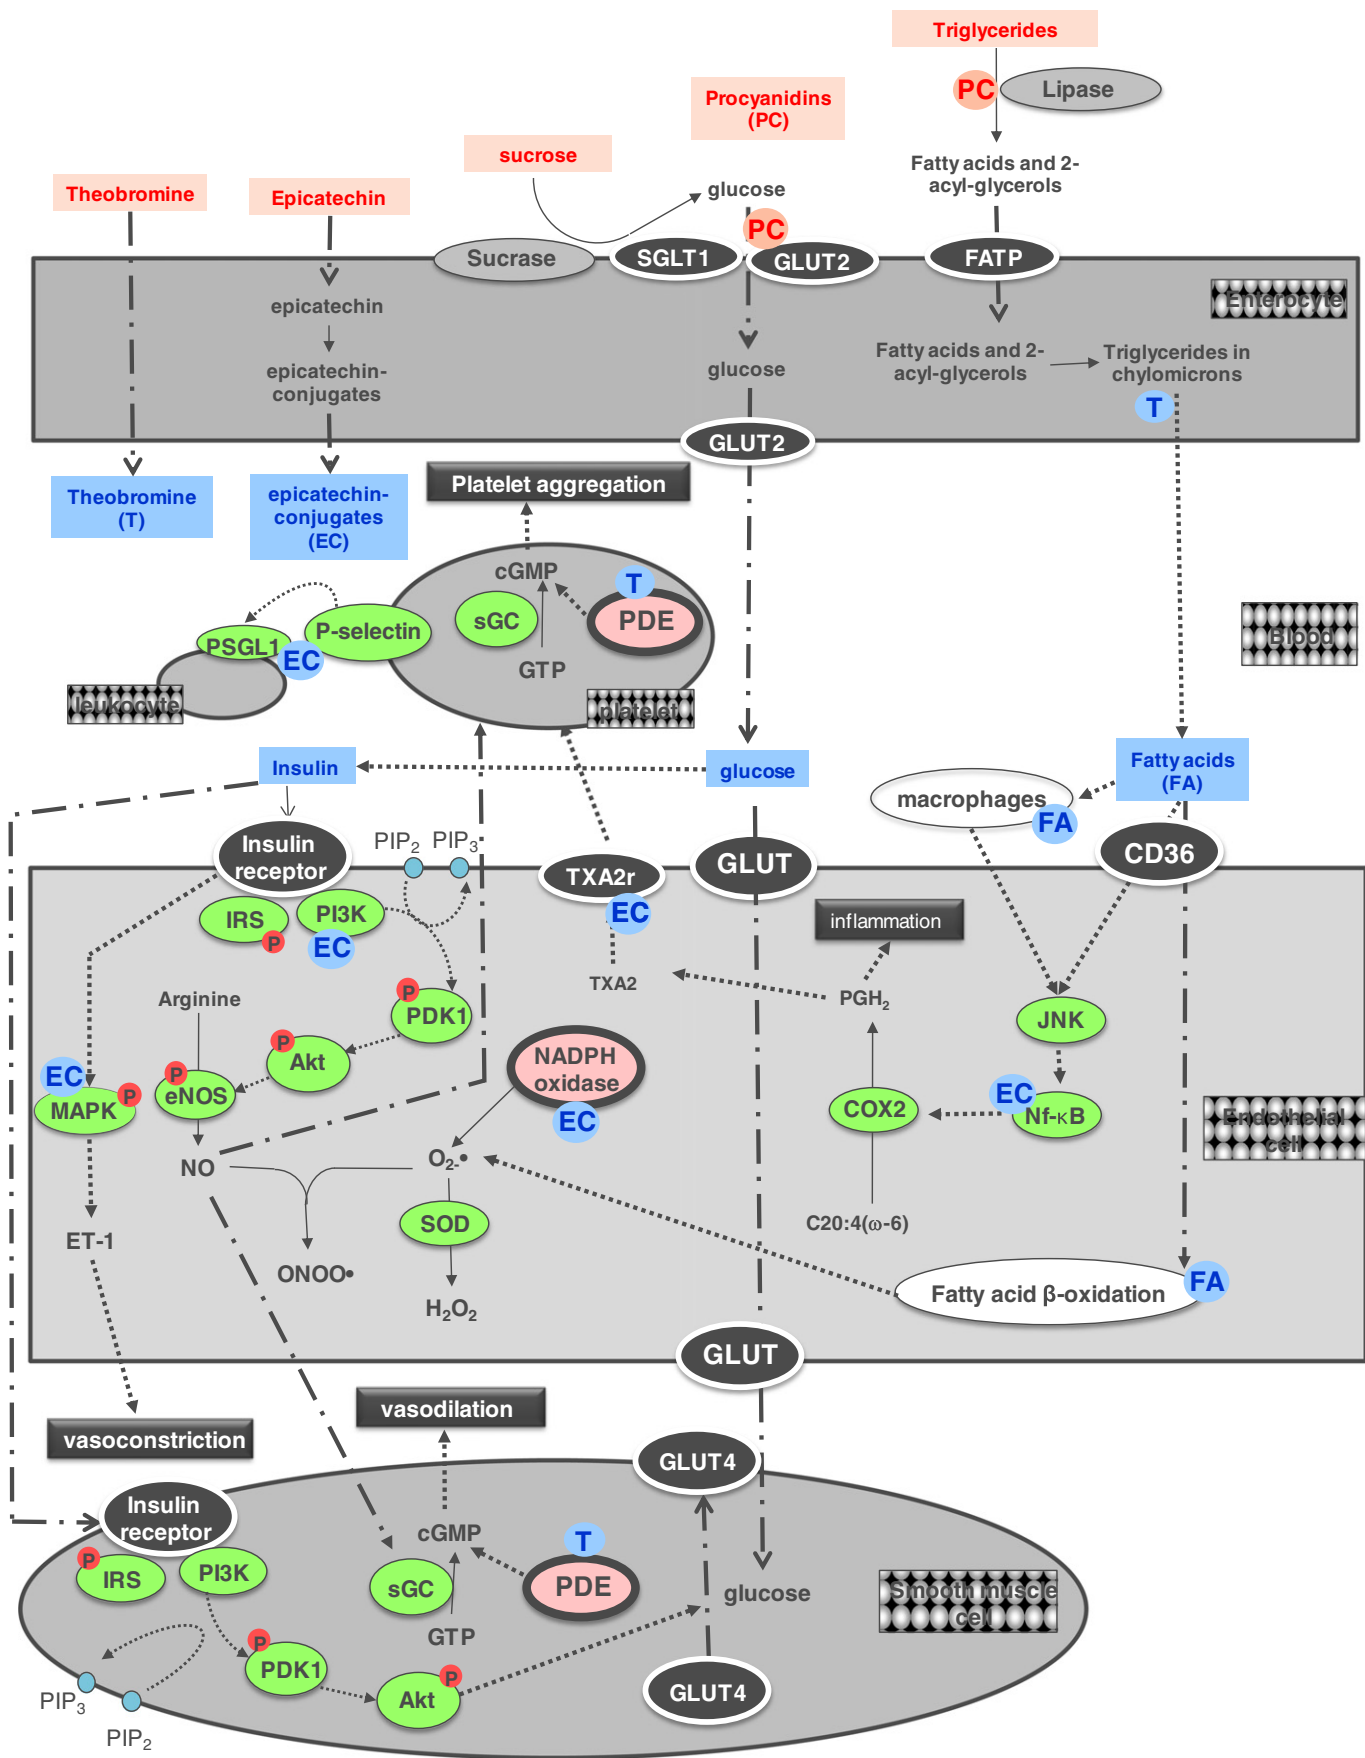 Triglycerides
PC
Lipase
Procyanidins
(PC)
sucrose
Fatty acids and 2-
acyl-glycerols
Theobromine
Epicatechin
glucose
PC
Sucrase
SGLT1
GLUT2
FATP
Enterocyte
epicatechin
epicatechin-
conjugates
glucose
Fatty acids and 2-
acyl-glycerols
Triglycerides in
chylomicrons
T
GLUT2
Theobromine
(T)
epicatechin-
conjugates
(EC)
Platelet aggregation
cGMP
T
sGC
PDE
GTP
P-selectin
PSGL1
EC
leukocyte
platelet
Blood
Insulin
glucose
Fatty acids
(FA)
macrophages
FA
Insulin
receptor
PIP2
PIP3
TXA2r
EC
GLUT
CD36
IRS
P
PI3K
EC
inflammation
TXA2
PGH2
Arginine
P
PDK1
JNK
P
Akt
NADPH
oxidase
EC
EC
MAPK
P
P
eNOS
COX2
EC
Nf-κB
Endothelial
cell
NO
O2-•
SOD
C20:4(ω-6)
ET-1
ONOO•
H2O2
Fatty acid β-oxidation
FA
GLUT
vasodilation
vasoconstriction
GLUT4
Insulin
receptor
P
IRS
PI3K
cGMP
T
sGC
PDE
GTP
glucose
Smooth muscle
cell
P
PDK1
P
Akt
GLUT4
PIP3
PIP2